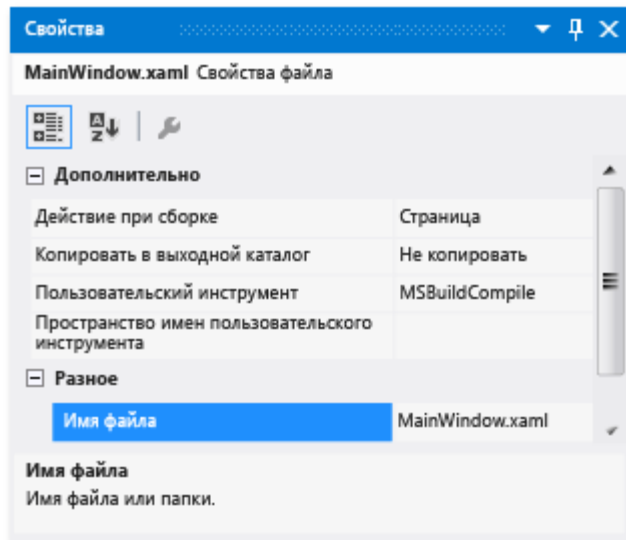 Свойства
MainWindow.xaml Свойства файла
Дополнительно
Действие при сборке Страница
Копировать в выходной каталог Не копировать
Пользовательский инструмент MSBuildCompile
Пространство имен пользовательского
инструмента
Разное
Имя файла MainWindow.xaml
Имя файла
Имя файла или папки.